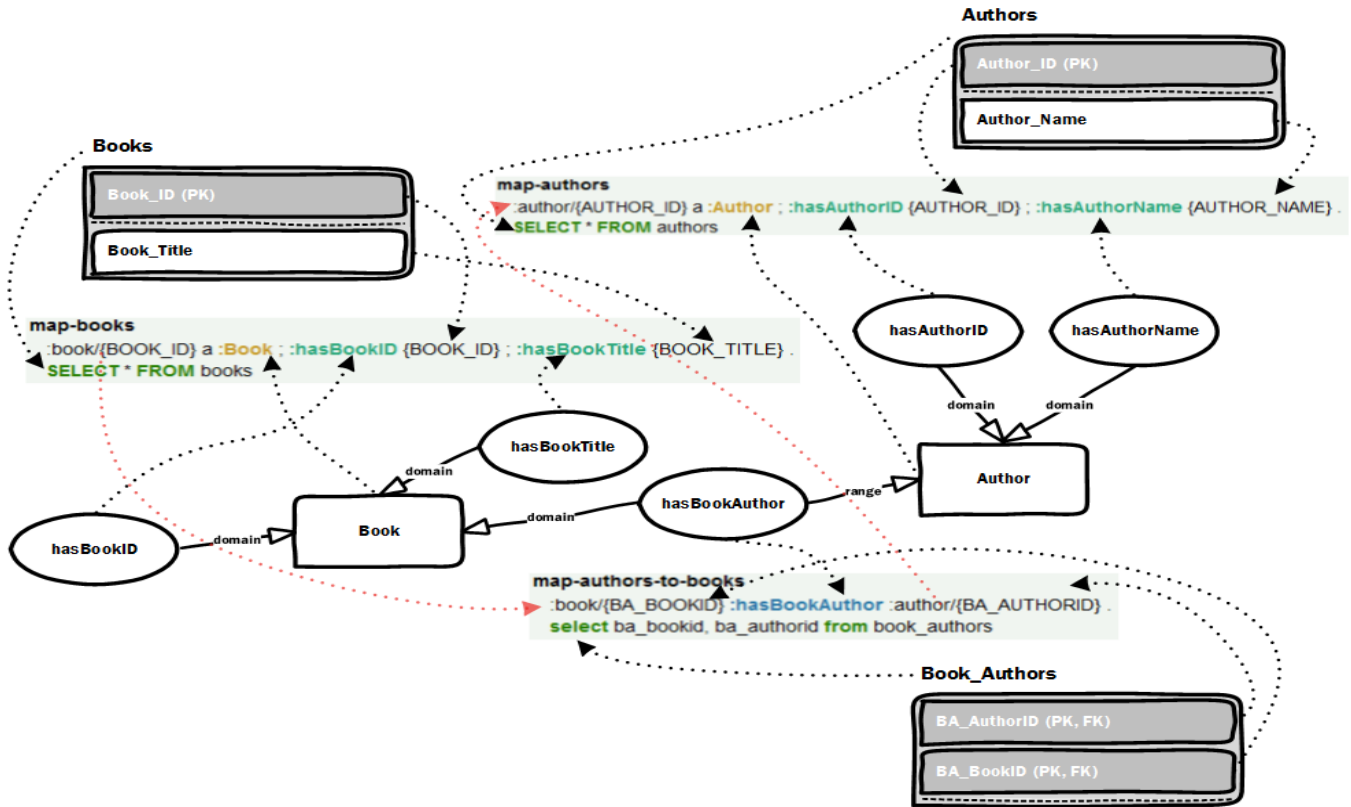 Authors
Author_ID (PK)
Author_Name
Books
Book_ID (PK)
Book_Title
map-authors
:author/{AUTHOR_ID} a :Author ; :hasAuthorID {AUTHOR_ID} ; :hasAuthorName {AUTHOR_NAME} .
SELECT * FROM authors
map-books
:book/{BOOK_ID} a :Book ; :hasBookID {BOOK_ID} ; :hasBookTitle {BOOK_TITLE} .
SELECT * FROM books
hasAuthorID
hasAuthorName
domain
domain
hasBookTitle
domain
Author
hasBookAuthor
range
domain
Book
hasBookID
domain
map-authors-to-books
:book/{BA_BOOKID} :hasBookAuthor :author/{BA_AUTHORID} .
select ba_bookid, ba_authorid from book_authors
Book_Authors
BA_AuthorID (PK, FK)
BA_BookID (PK, FK)